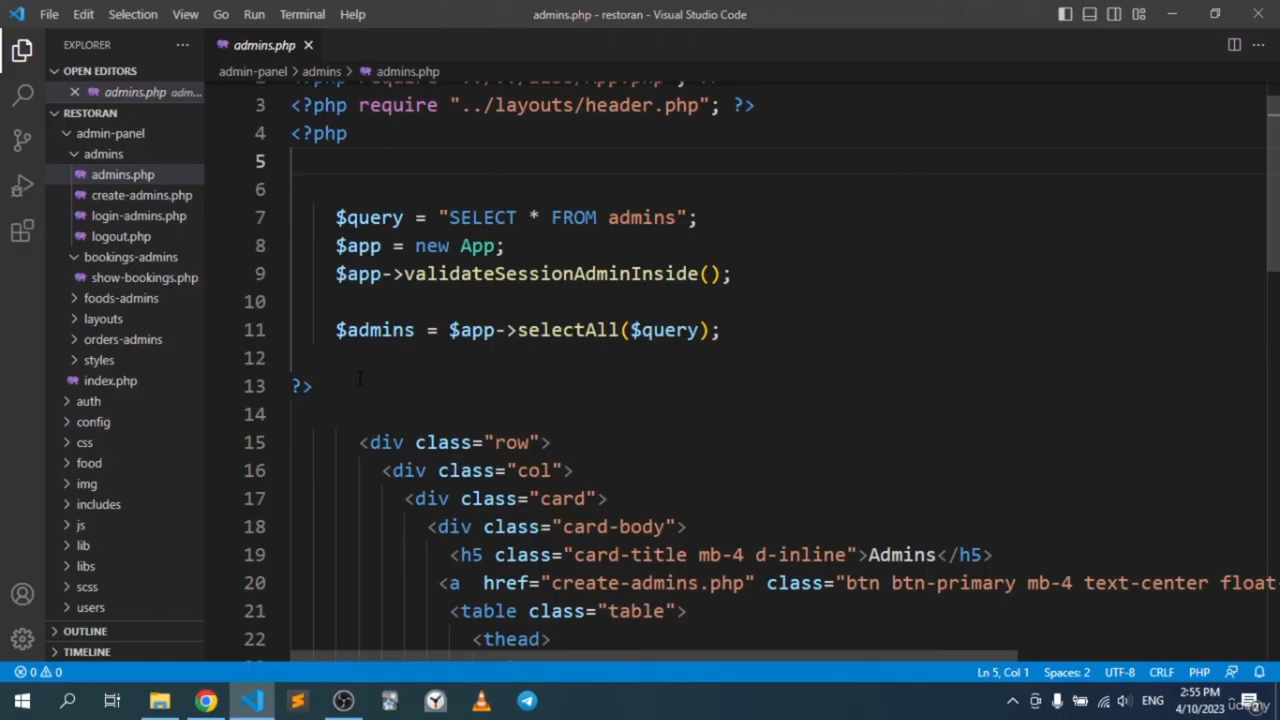 File Edit Selection View Go Run Terminal Help admins.php - restoran - Visual Studio Code
EXPLORER ··· admins.php
OPEN EDITORS admin-panel > admins > admins.php
admins.php adm...
RESTORAN
admin-panel
admins
admins.php
create-admins.php
login-admins.php
logout.php
bookings-admins
show-bookings.php
foods-admins
layouts
orders-admins
styles
index.php
auth
config
css
food
img
includes
js
lib
libs
scss
users
OUTLINE
TIMELINE
3 <?php require "../layouts/header.php"; ?>
4 <?php
5
6
7 $query = "SELECT * FROM admins";
8 $app = new App;
9 $app->validateSessionAdminInside();
10
11 $admins = $app->selectAll($query);
12
13 ?>
14
15 <div class="row">
16 <div class="col">
17 <div class="card">
18 <div class="card-body">
19 <h5 class="card-title mb-4 d-inline">Admins</h5>
20 <a href="create-admins.php" class="btn btn-primary mb-4 text-center float
21 <table class="table">
22 <thead>
0 0 Ln 5, Col 1 Spaces: 2 UTF-8 CRLF PHP
ENG 2:55 PM
4/10/2023
udemy